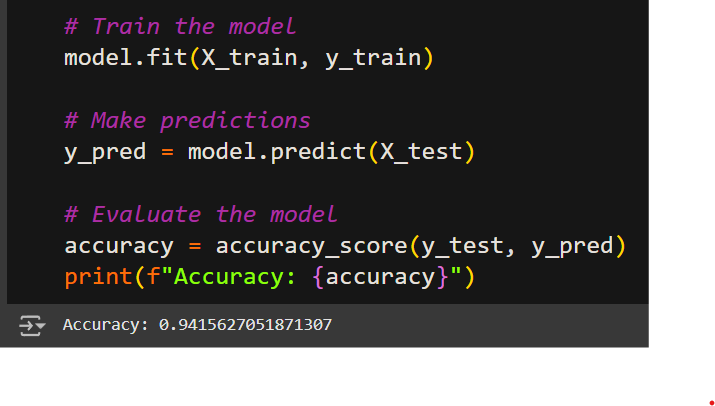 # Train the model
model.fit(X_train, y_train)
# Make predictions
y_pred = model.predict(X_test)
# Evaluate the model
accuracy = accuracy_score(y_test, y_pred)
print(f"Accuracy: {accuracy}")
Accuracy: 0.9415627051871307